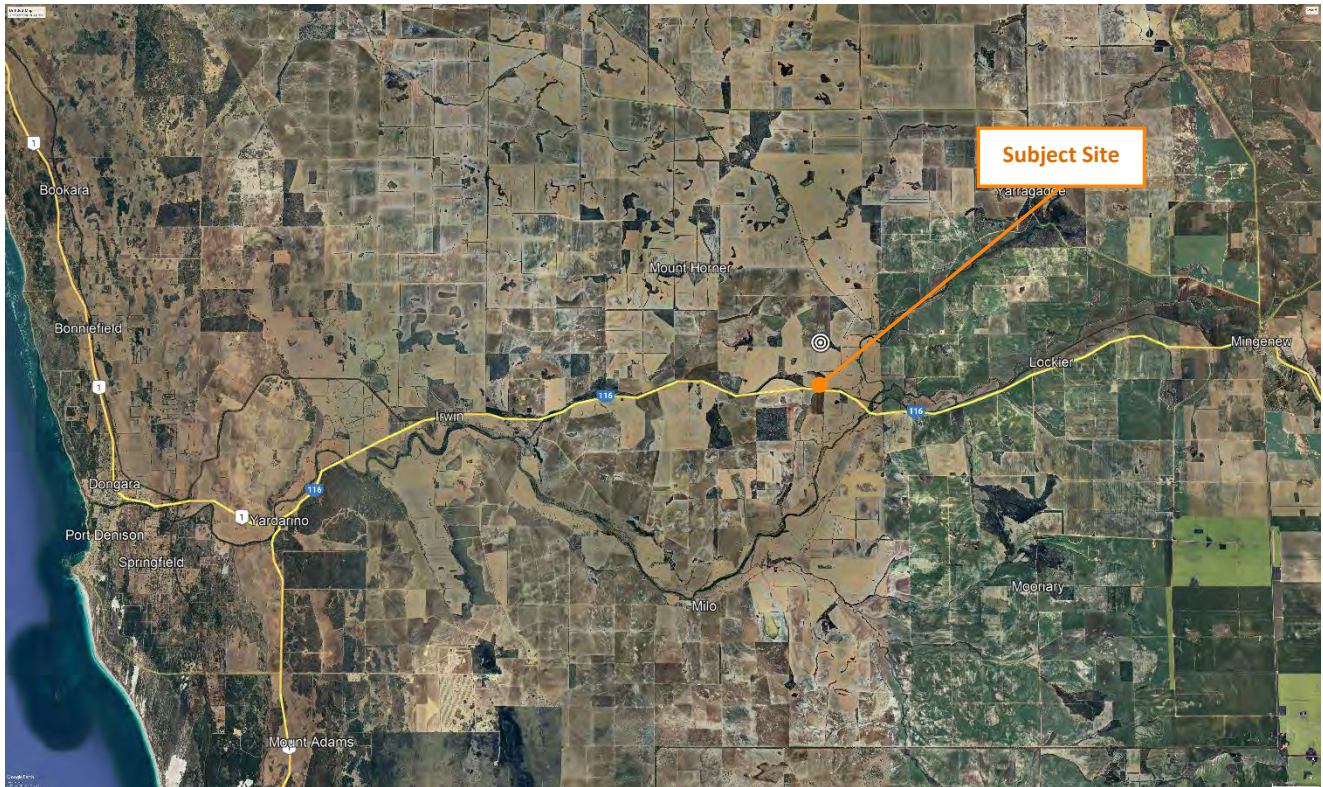 Subject Site
Yarragadee
1
Bookara
Mount Horner
Bonniefield
1
Mingenew
Lockier
116
116
Irwin
Dongara
116
1
Yardarino
Port Denison
Springfield
Mooriary
Milo
Mount Adams
1
Google Earth